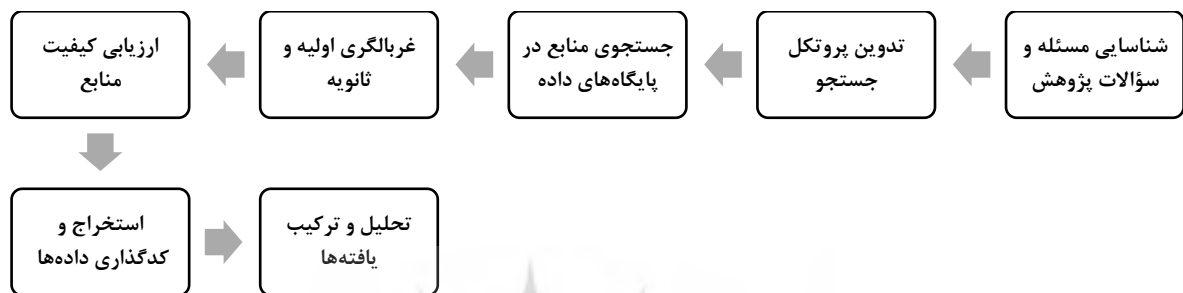 شناسایی مسئله و
سؤالات پژوهش
تدوین پروتکل
جستجو
جستجوی منابع در
پایگاه‌های داده
غربالگری اولیه و
ثانویه
ارزیابی کیفیت
منابع
استخراج و
کدگذاری داده‌ها
تحلیل و ترکیب
یافته‌ها